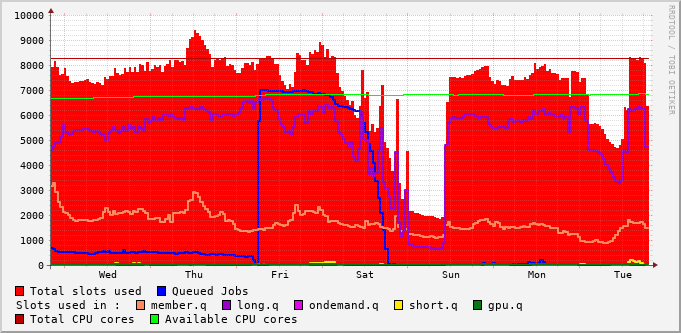 10000
9000
8000
7000
6000
5000
4000
3000
2000
1000
0
Wed Thu Fri Sat Sun Mon Tue
RRDTOOL / TOBI OETIKER
Total slots used Queued Jobs
Slots used in : member.q long.q ondemand.q short.q gpu.q
Total CPU cores Available CPU cores